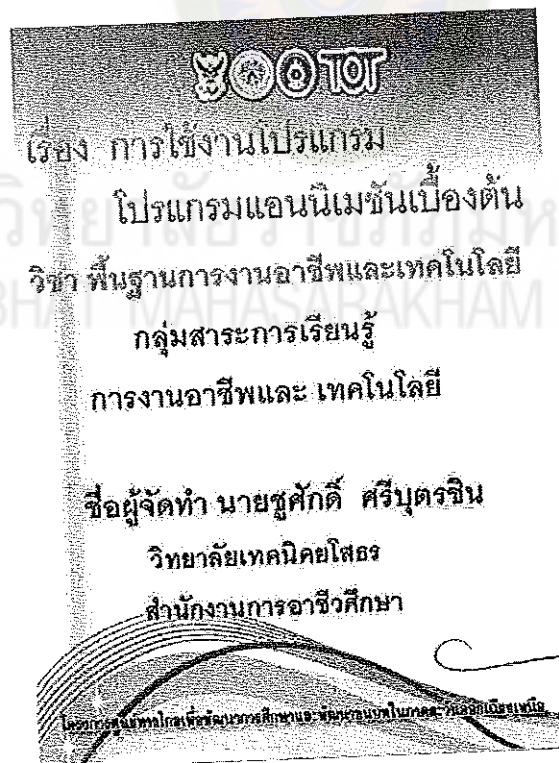 TOT
เรื่อง การใช้งานโปรแกรม
โปรแกรมแอนนิเมชันเบื้องต้น
วิชา พื้นฐานการงานอาชีพและเทคโนโลยี
กลุ่มสาระการเรียนรู้
การงานอาชีพและ เทคโนโลยี
ชื่อผู้จัดทำ นายชูศักดิ์ ศรีบุตรชิน
วิทยาลัยเทคนิคยโสธร
สำนักงานการอาชีวศึกษา
MAHASARAKHAM